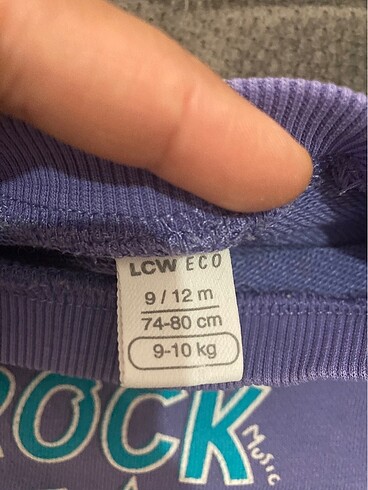 LCW ECO
9 / 12 m
74-80 cm
9-10 kg
ROCK
MUSIC